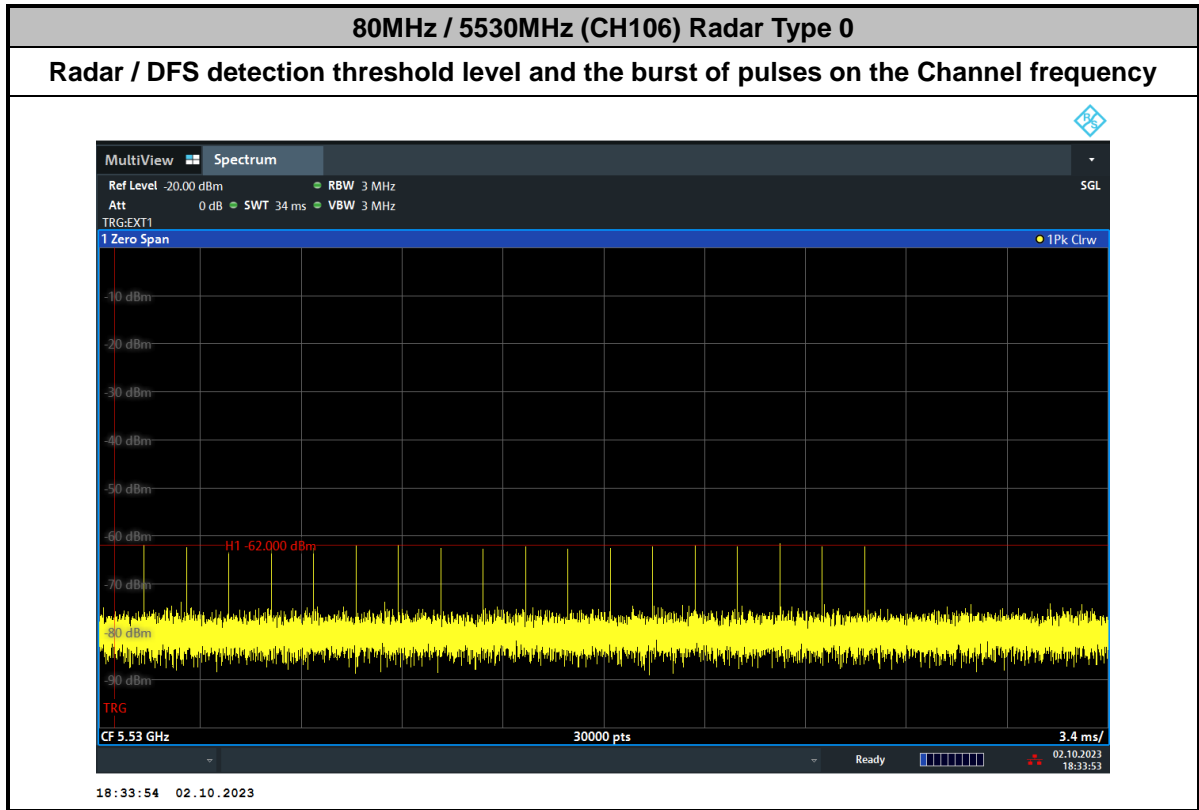 80MHz / 5530MHz (CH106) Radar Type 0
Radar / DFS detection threshold level and the burst of pulses on the Channel frequency
R S
MultiView Spectrum
Ref Level -20.00 dBm RBW 3 MHz SGL
Att 0 dB SWT 34 ms VBW 3 MHz
TRG:EXT1
1 Zero Span 1Pk Clrw
-10 dBm
-20 dBm
-30 dBm
-40 dBm
-50 dBm
-60 dBm
H1 -62.000 dBm
-70 dBm
-80 dBm
-90 dBm
TRG
CF 5.53 GHz 30000 pts 3.4 ms/
Ready 02.10.2023
18:33:53
18:33:54 02.10.2023